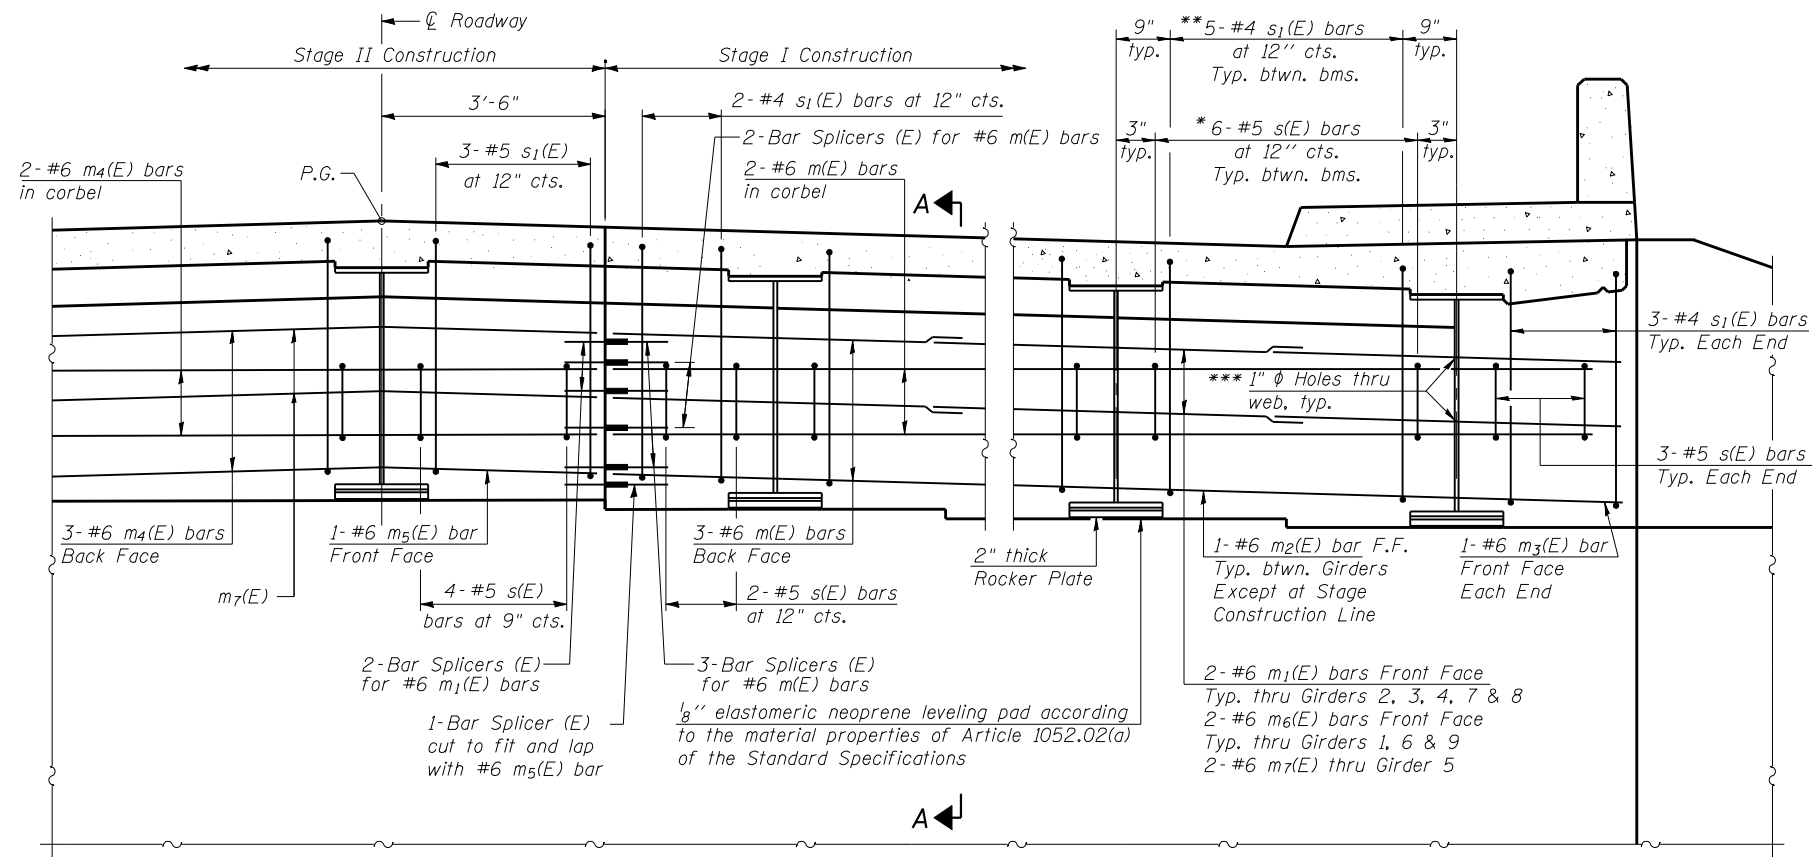 ℄ Roadway
Stage II Construction
Stage I Construction
3'-6"
9"
typ.
**5-#4 s1(E) bars
at 12'' cts.
Typ. btwn. bms.
9"
typ.
2-#4 s1(E) bars at 12" cts.
2-Bar Splicers (E) for #6 m(E) bars
3"
typ.
*6-#5 s(E) bars
at 12'' cts.
Typ. btwn. bms.
3"
typ.
2-#6 m4(E) bars
in corbel
P.G.
3-#5 s1(E)
at 12" cts.
2-#6 m(E) bars
in corbel
A
3-#4 s1(E) bars
Typ. Each End
*** 1" ϕ Holes thru
web, typ.
3-#5 s(E) bars
Typ. Each End
3-#6 m4(E) bars
Back Face
1-#6 m5(E) bar
Front Face
3-#6 m(E) bars
Back Face
2" thick
Rocker Plate
1-#6 m2(E) bar F.F.
Typ. btwn. Girders
Except at Stage
Construction Line
1-#6 m3(E) bar
Front Face
Each End
m7(E)
4-#5 s(E)
bars at 9" cts.
2-#5 s(E) bars
at 12" cts.
2-Bar Splicers (E)
for #6 m1(E) bars
3-Bar Splicers (E)
for #6 m(E) bars
1-Bar Splicer (E)
cut to fit and lap
with #6 m5(E) bar
1/8'' elastomeric neoprene leveling pad according
to the material properties of Article 1052.02(a)
of the Standard Specifications
2-#6 m1(E) bars Front Face
Typ. thru Girders 2, 3, 4, 7 & 8
2-#6 m6(E) bars Front Face
Typ. thru Girders 1, 6 & 9
2-#6 m7(E) thru Girder 5
A